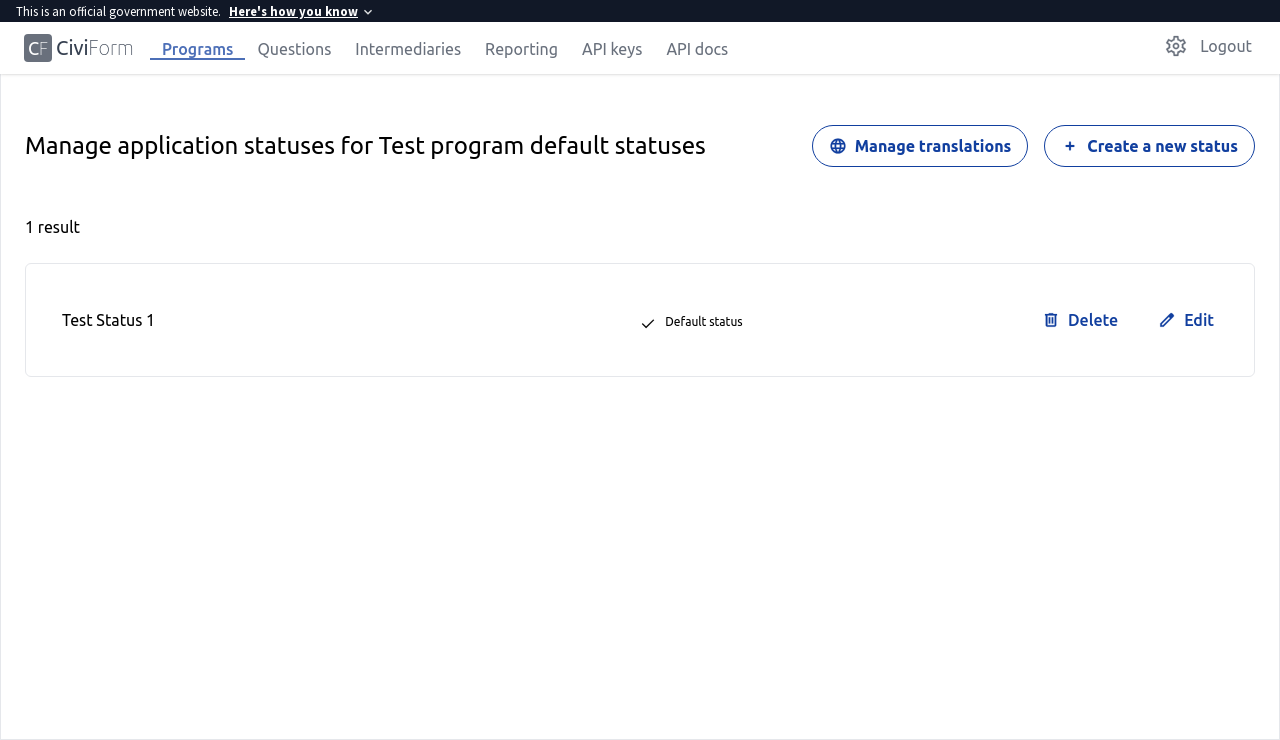 This is an official government website. Here's how you know
CF CiviForm Programs Questions Intermediaries Reporting API keys API docs Logout
Manage application statuses for Test program default statuses Manage translations Create a new status
1 result
Test Status 1 Default status Delete Edit